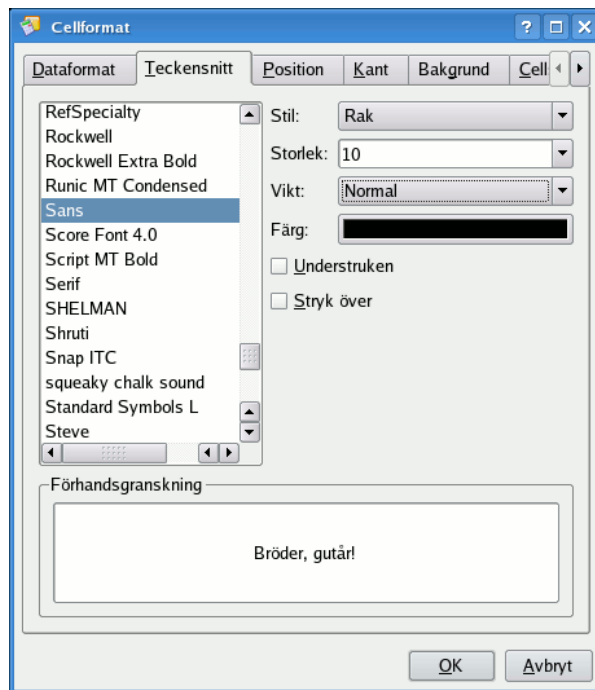 Cellformat
Dataformat
Teckensnitt
Position
Kant
Bakgrund
Cell
RefSpecialty
Rockwell
Rockwell Extra Bold
Runic MT Condensed
Sans
Score Font 4.0
Script MT Bold
Serif
SHELMAN
Shruti
Snap ITC
squeaky chalk sound
Standard Symbols L
Steve
Stil: Rak
Storlek: 10
Vikt: Normal
Färg:
Understruken
Stryk över
Förhandsgranskning
Bröder, gutår!
OK
Avbryt